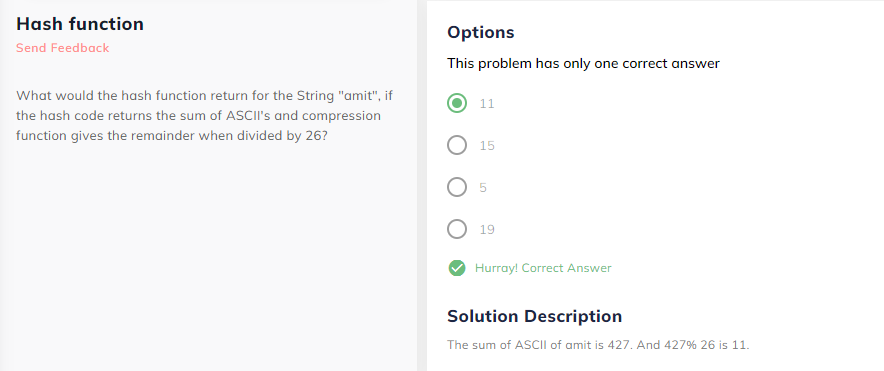 Hash function
Send Feedback
What would the hash function return for the String "amit", if
the hash code returns the sum of ASCII's and compression
function gives the remainder when divided by 26?
Options
This problem has only one correct answer
11
15
5
19
Hurray! Correct Answer
Solution Description
The sum of ASCII of amit is 427. And 427% 26 is 11.